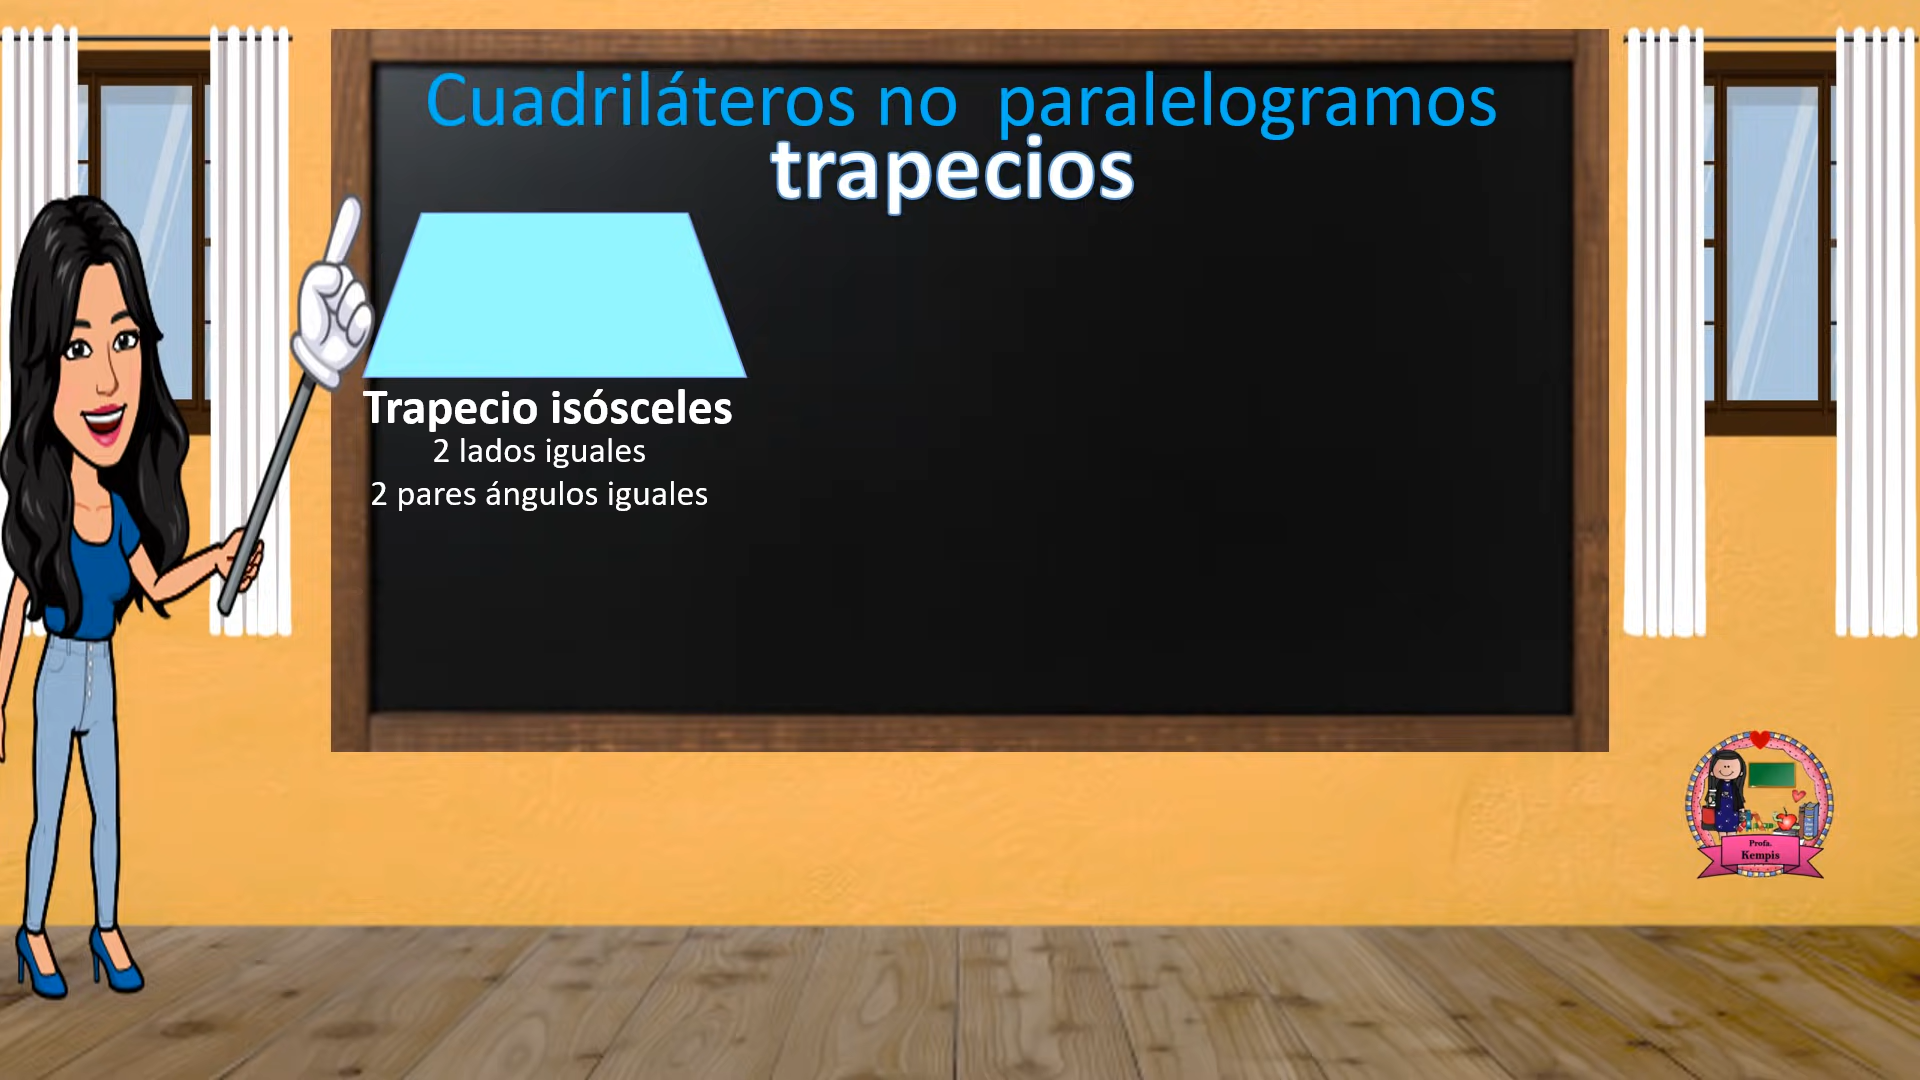 Cuadriláteros no paralelogramos
trapecios
Trapecio isósceles
2 lados iguales
2 pares ángulos iguales
Profa.
Kempis